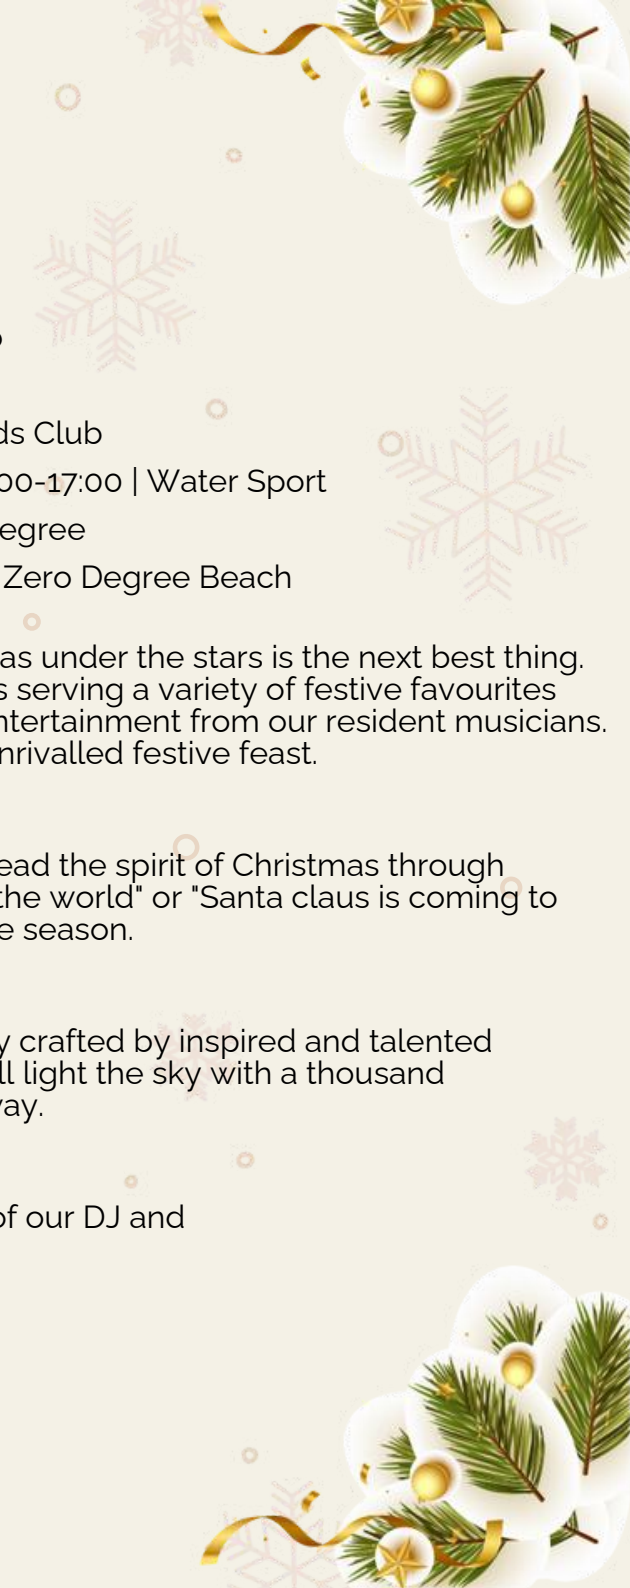 ds Club
00-17:00 | Water Sport
egree
Zero Degree Beach
as under the stars is the next best thing.
s serving a variety of festive favourites
ntertainment from our resident musicians.
nrivalled festive feast.
ead the spirit of Christmas through
the world" or "Santa claus is coming to
e season.
y crafted by inspired and talented
ll light the sky with a thousand
ay.
of our DJ and